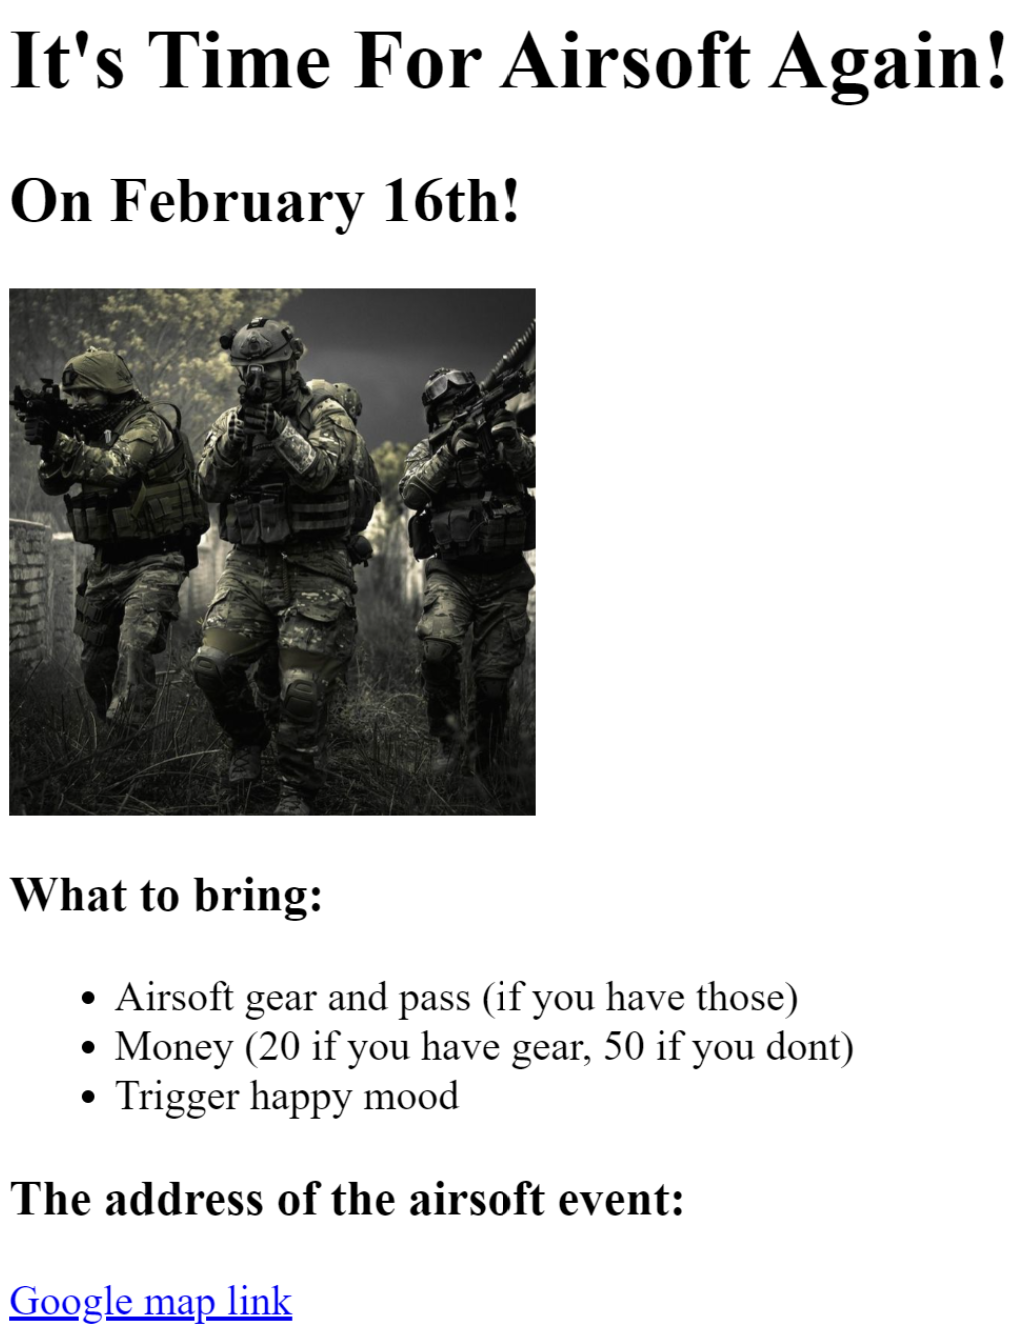 It's Time For Airsoft Again!
On February 16th!
What to bring:
Airsoft gear and pass (if you have those)
Money (20 if you have gear, 50 if you dont)
Trigger happy mood
The address of the airsoft event:
Google map link